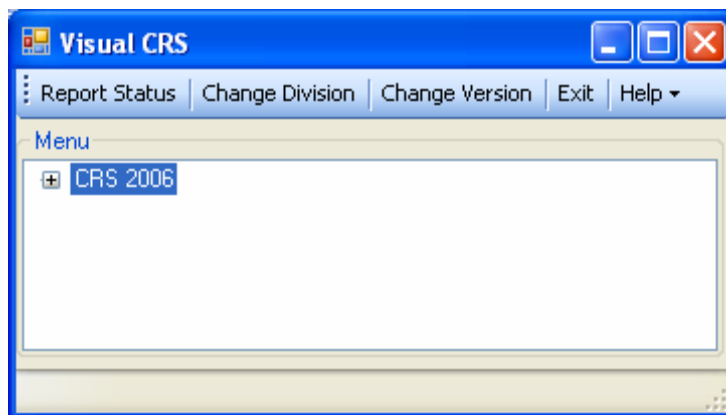 Visual CRS
Report Status Change Division Change Version Exit Help
Menu
CRS 2006